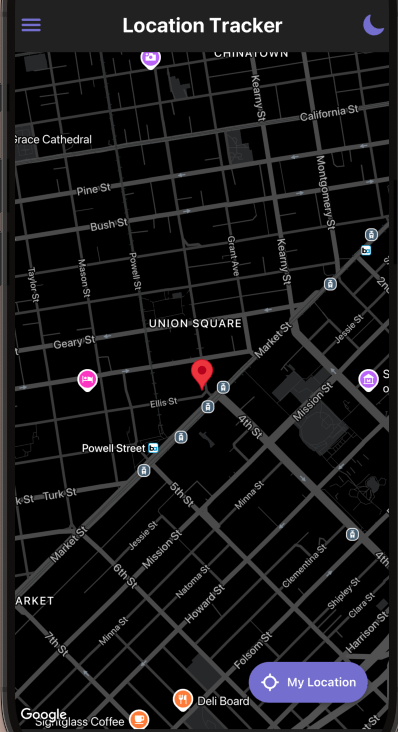 Location Tracker
CHINATOWN
Kearny St
California St
Grace Cathedral
Montgomery St
Pine St
Bush St
Grant Ave
Kearny St
Powell St
Mason St
Taylor St
2nd
UNION SQUARE
Jessie St
Geary St
Market St
Ellis St
Mission St
4th St
Powell Street
Turk St
5th St
Minna St
Market St
Jessie St
Mission St
4th
6th St
Natoma St
Clementina St
Howard St
Shipley St
ARKET
Clara St
Minna St
Harrison St
7th St
Folsom St
My Location
Deli Board
Google
Sightglass Coffee